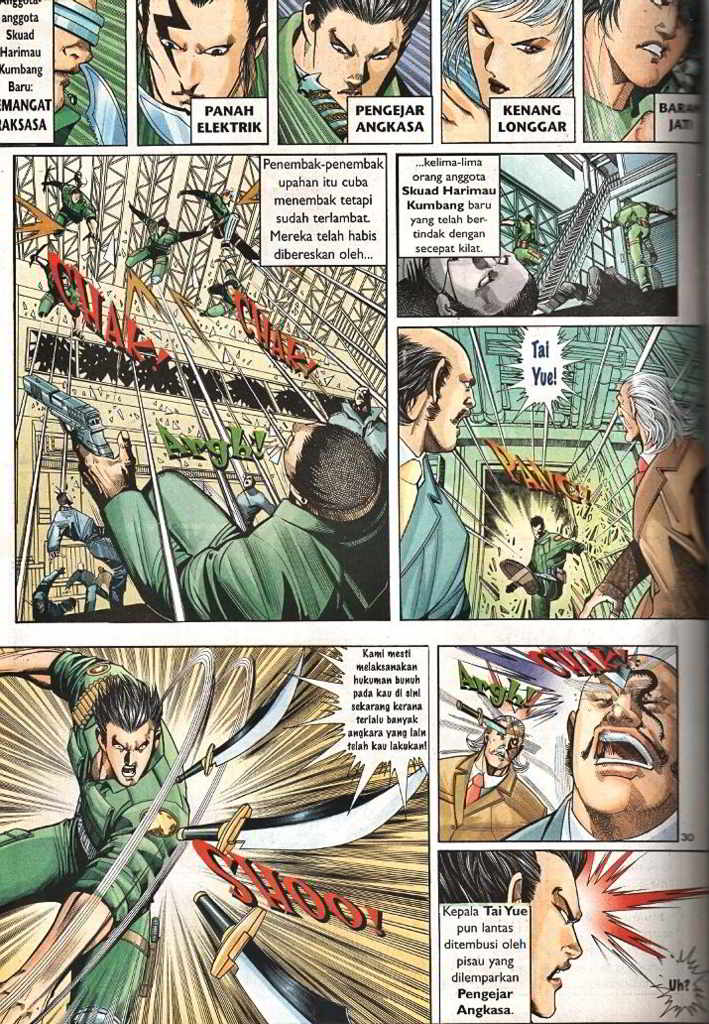 Anggota-
anggota
Skuad
Harimau
Kumbang
Baru:
PANAH
ELEKTRIK
PENGEJAR
ANGKASA
KENANG
LONGGAR
JATI
Penembak-penembak
upahan itu cuba
menembak tetapi
sudah terlambat.
Mereka telah habis
dibereskan oleh...
...kelima-lima
orang anggota
Skuad Harimau
Kumbang baru
yang telah ber-
tindak dengan
secepat kilat.
CHAK!
CHAK!
Argh!
Tai
Yue!
PANG!
Kami mesti
melaksanakan
hukuman bunuh
pada kau di sini
sekarang kerana
terlalu banyak
angkara yang lain
telah kau lakukan!
SHOO!
CHAK!
Argh!
30
Kepala Tai Yue
pun lantas
ditembusi oleh
pisau yang
dilemparkan
Pengejar
Angkasa.
Uh?